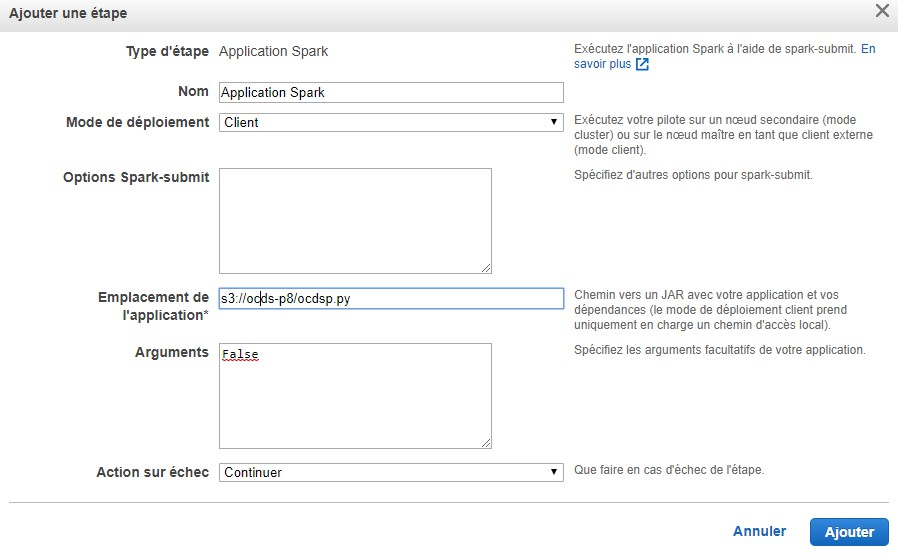 Ajouter une étape
Type d'étape Application Spark
Exécutez l'application Spark à l'aide de spark-submit. En
savoir plus
Nom Application Spark
Mode de déploiement Client
Exécutez votre pilote sur un nœud secondaire (mode
cluster) ou sur le nœud maître en tant que client externe
(mode client).
Options Spark-submit
Spécifiez d'autres options pour spark-submit.
Emplacement de
l'application*
s3://ocds-p8/ocdsp.py
Chemin vers un JAR avec votre application et vos
dépendances (le mode de déploiement client prend
uniquement en charge un chemin d'accès local).
Arguments False
Spécifiez les arguments facultatifs de votre application.
Action sur échec Continuer
Que faire en cas d'échec de l'étape.
Annuler Ajouter